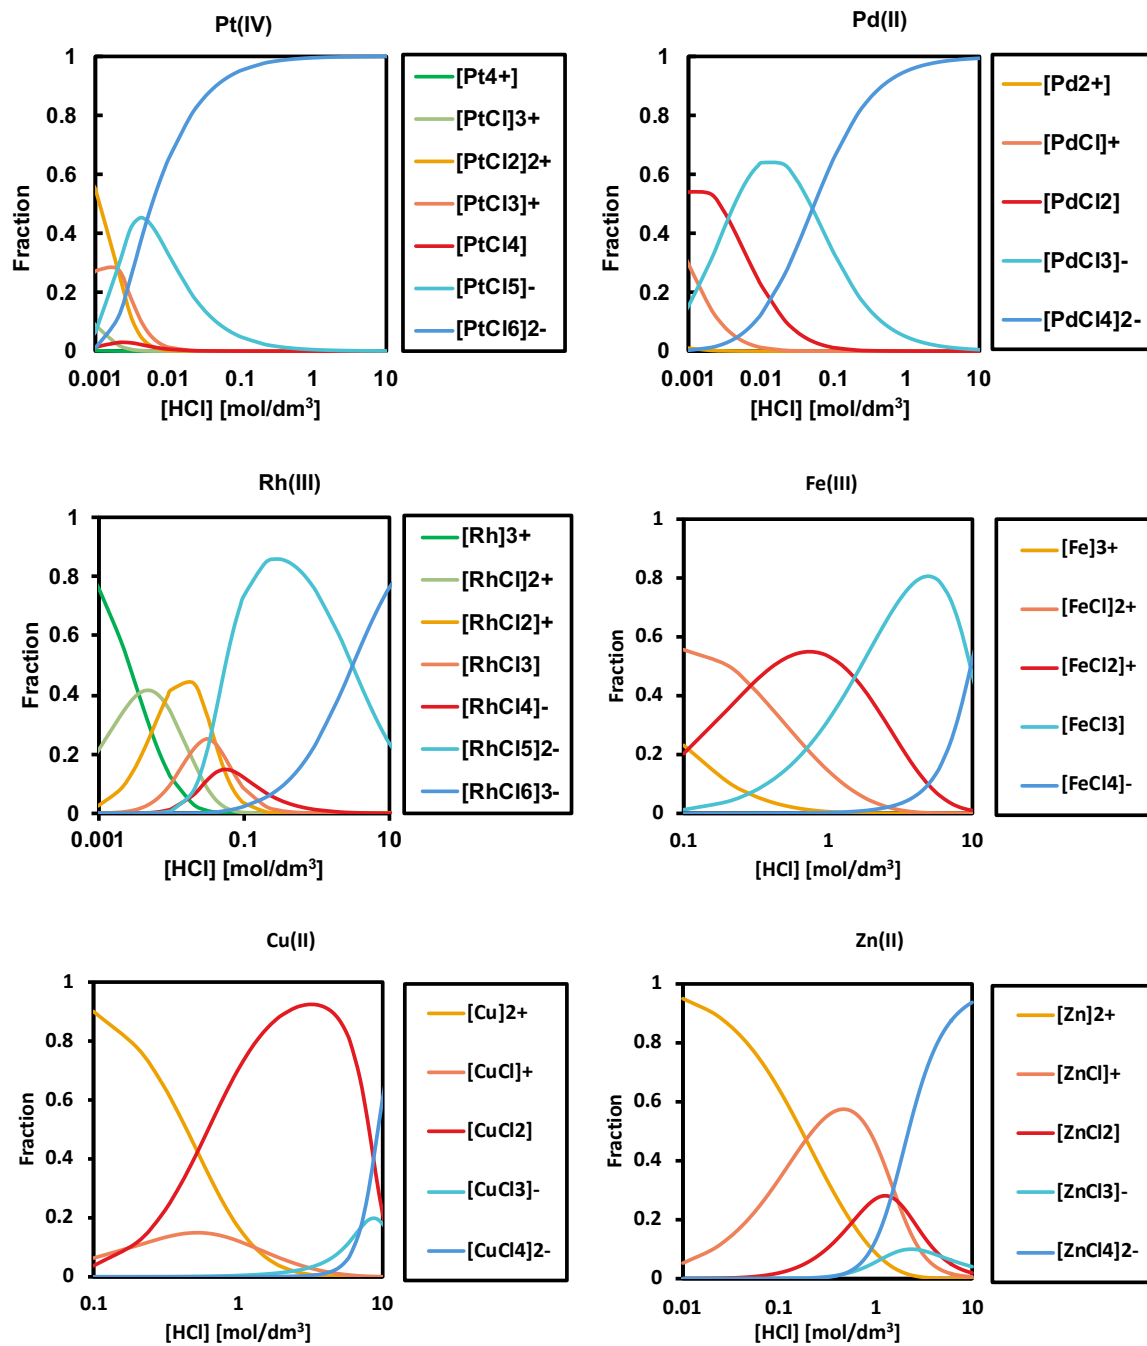 Pt(IV)
1
0.8
0.6
0.4
0.2
0
Fraction
0.001 0.01 0.1 1 10
[HCl] [mol/dm³]
[Pt4+]
[PtCl]3+
[PtCl2]2+
[PtCl3]+
[PtCl4]
[PtCl5]-
[PtCl6]2-
Pd(II)
1
0.8
0.6
0.4
0.2
0
Fraction
0.001 0.01 0.1 1 10
[HCl] [mol/dm³]
[Pd2+]
[PdCl]+
[PdCl2]
[PdCl3]-
[PdCl4]2-
Rh(III)
1
0.8
0.6
0.4
0.2
0
Fraction
0.001 0.1 10
[HCl] [mol/dm³]
[Rh]3+
[RhCl]2+
[RhCl2]+
[RhCl3]
[RhCl4]-
[RhCl5]2-
[RhCl6]3-
Fe(III)
1
0.8
0.6
0.4
0.2
0
Fraction
0.1 1 10
[HCl] [mol/dm³]
[Fe]3+
[FeCl]2+
[FeCl2]+
[FeCl3]
[FeCl4]-
Cu(II)
1
0.8
0.6
0.4
0.2
0
Fraction
0.1 1 10
[HCl] [mol/dm³]
[Cu]2+
[CuCl]+
[CuCl2]
[CuCl3]-
[CuCl4]2-
Zn(II)
1
0.8
0.6
0.4
0.2
0
Fraction
0.01 0.1 1 10
[HCl] [mol/dm³]
[Zn]2+
[ZnCl]+
[ZnCl2]
[ZnCl3]-
[ZnCl4]2-